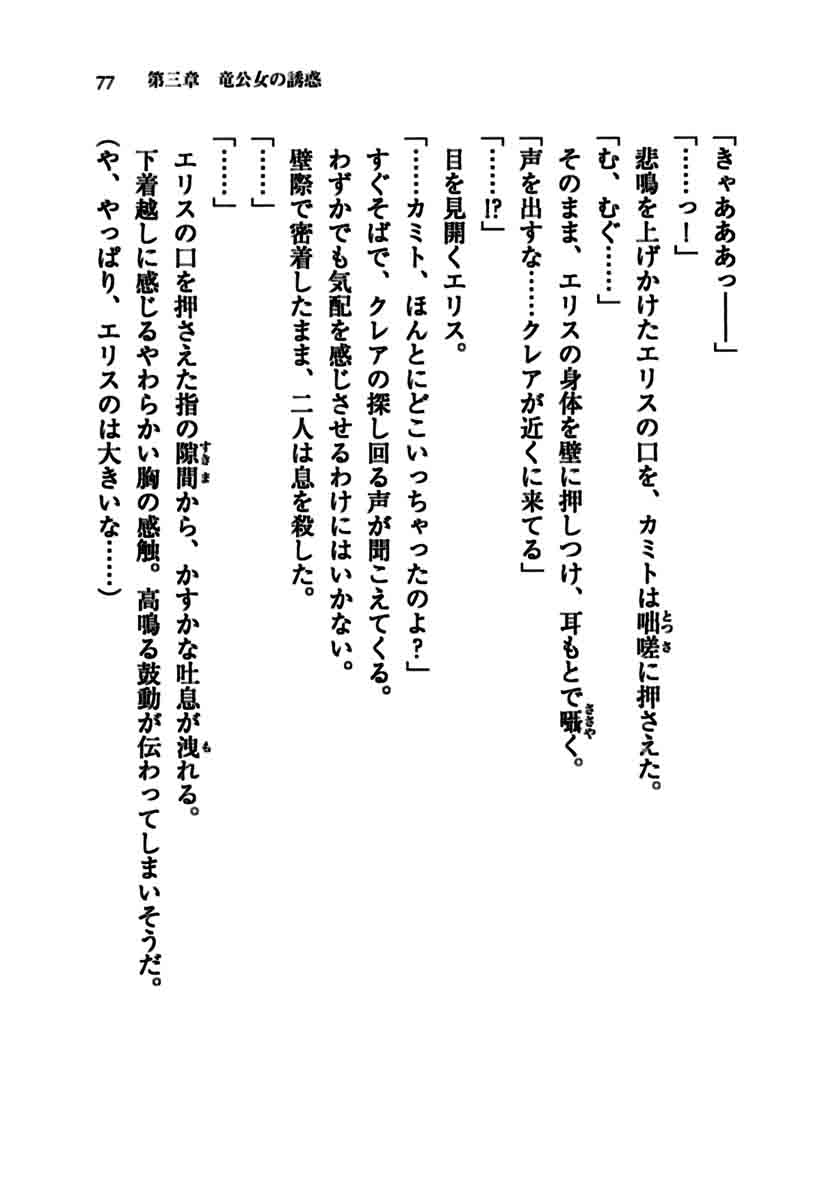 77 第三章 竜公女の誘惑
「きゃあああっ――」
「……っ！」
悲鳴を上げかけたエリスの口を、カミトは咄嗟に押さえた。
「む、むぐ……」
そのまま、エリスの身体を壁に押しつけ、耳もとで囁く。
「声を出すな……クレアが近くに来てる」
「……!?」
目を見開くエリス。
「……カミト、ほんとにどこいっちゃったのよ？」
すぐそばで、クレアの探し回る声が聞こえてくる。
わずかでも気配を感じさせるわけにはいかない。
壁際で密着したまま、二人は息を殺した。
「……」
「……」
エリスの口を押さえた指の隙間から、かすかな吐息が洩れる。
下着越しに感じるやわらかい胸の感触。高鳴る鼓動が伝わってしまいそうだ。
（や、やっぱり、エリスのは大きいな……）